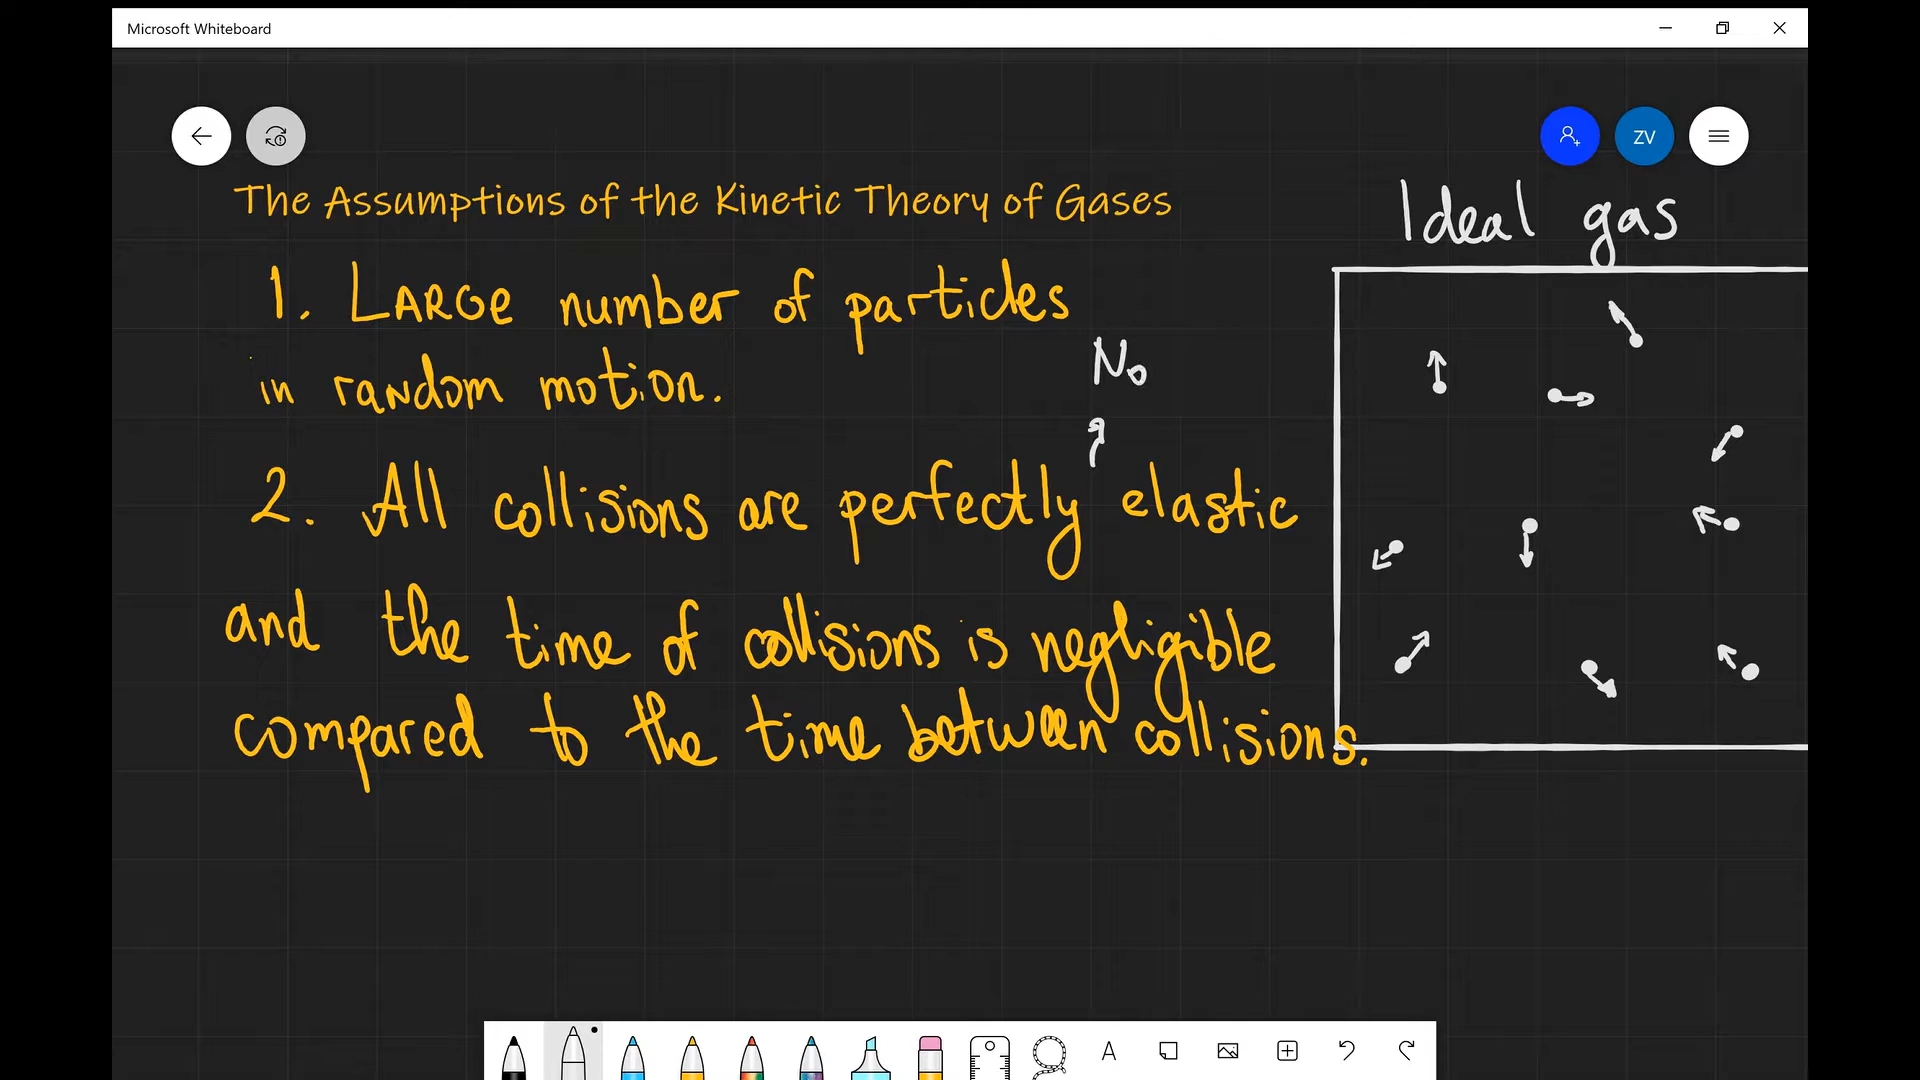 Microsoft Whiteboard
ZV
The Assumptions of the Kinetic Theory of Gases
Ideal gas
1. LARGE number of particles
in random motion.
No
2. All collisions are perfectly elastic
and the time of collisions is negligible
compared to the time between collisions.
A